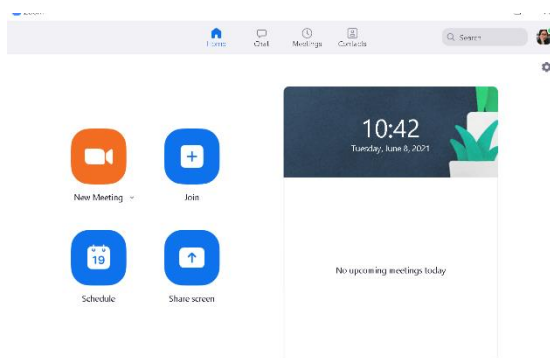 Home Chat Meetings Contacts Search
10:42
Tuesday, June 8, 2021
New Meeting Join
19
Schedule Share screen
No upcoming meetings today